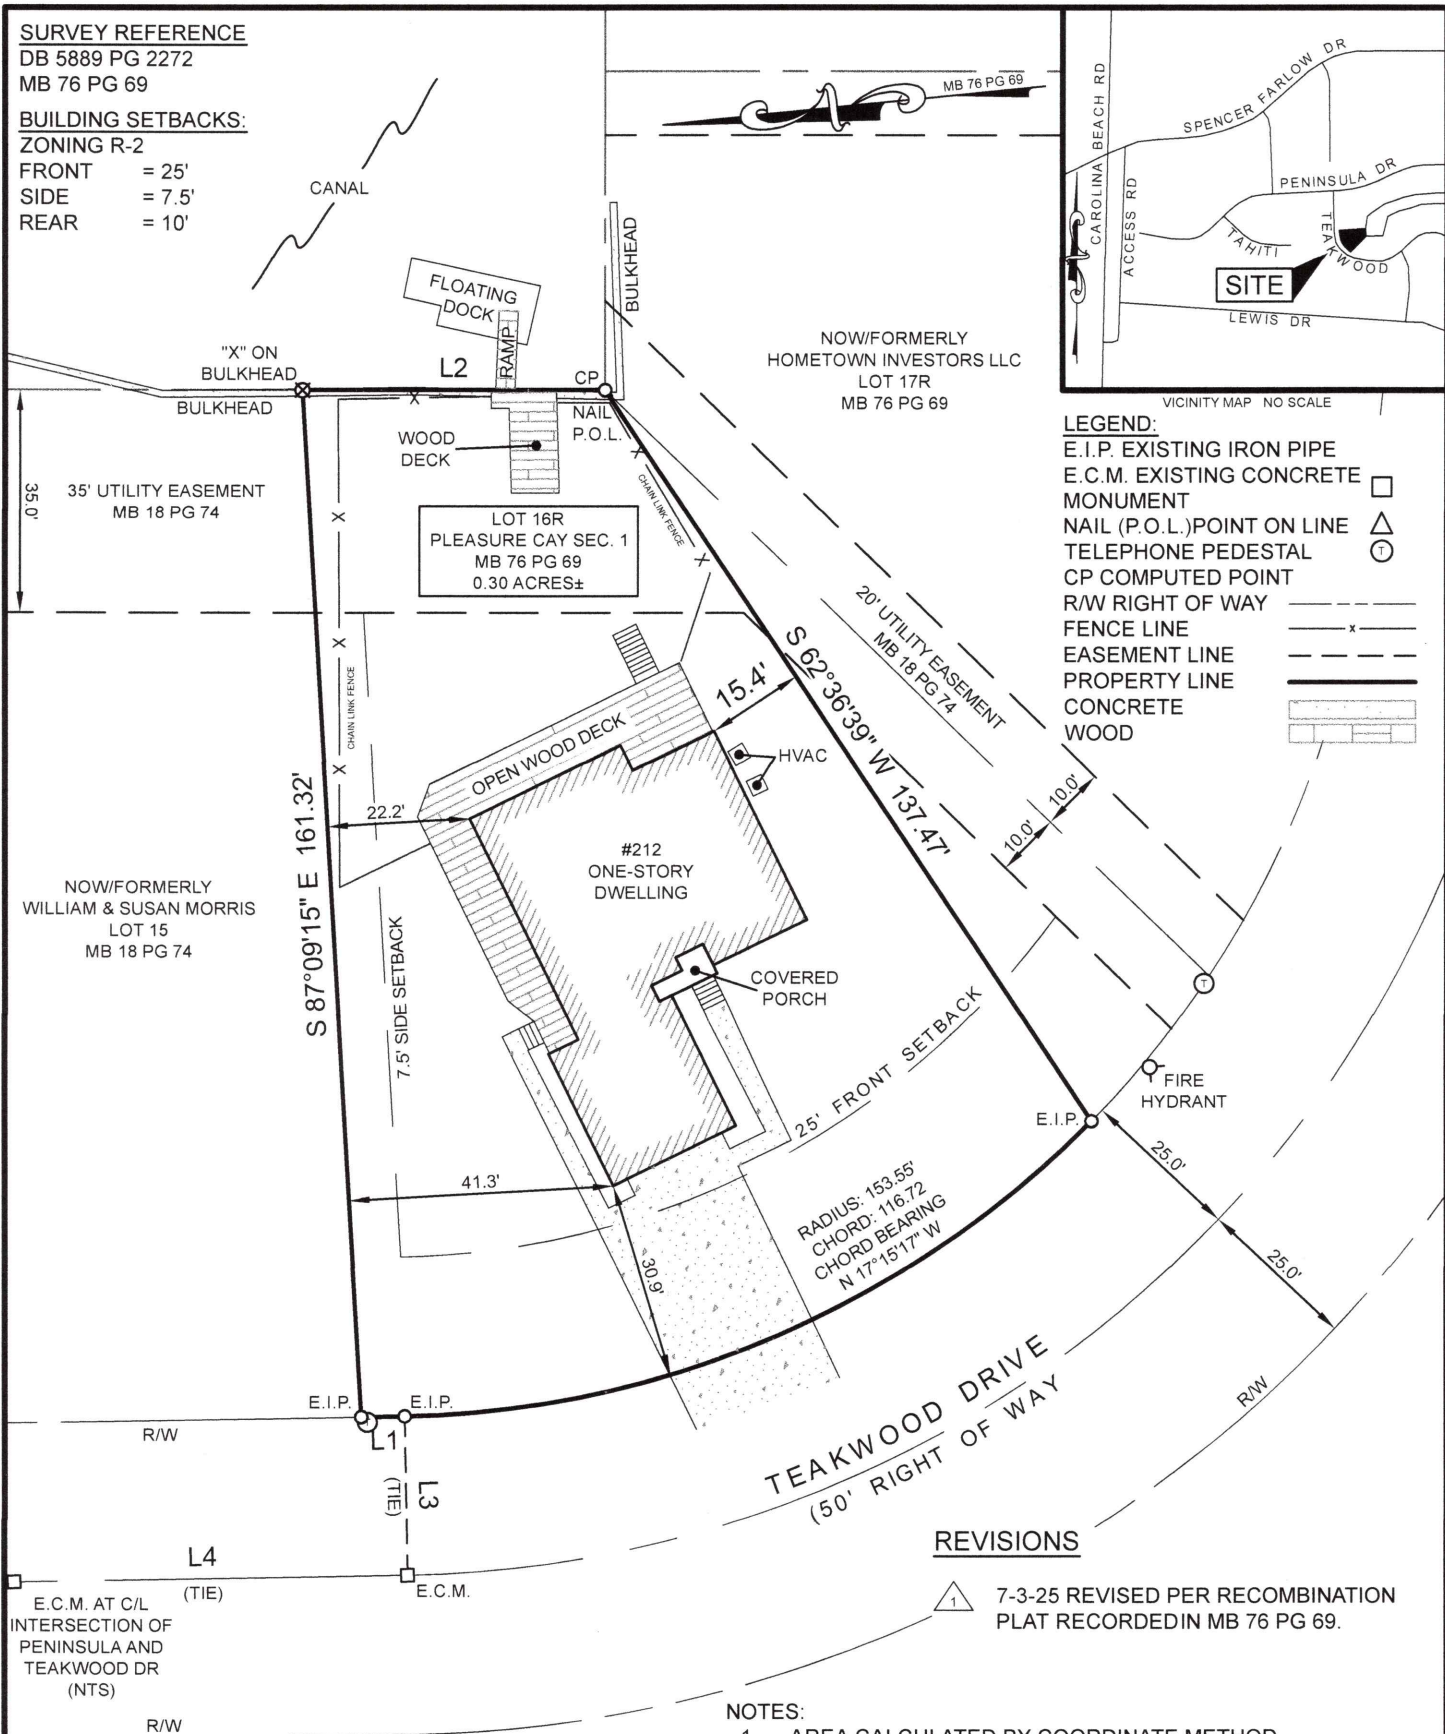 SURVEY REFERENCE
DB 5889 PG 2272
MB 76 PG 69
BUILDING SETBACKS:
ZONING R-2
FRONT = 25'
SIDE = 7.5'
REAR = 10'
CANAL
FLOATING
DOCK
RAMP
BULKHEAD
"X" ON
BULKHEAD
L2
CP
BULKHEAD
NAIL
P.O.L.
WOOD
DECK
MB 76 PG 69
NOW/FORMERLY
HOMETOWN INVESTORS LLC
LOT 17R
MB 76 PG 69
CAROLINA BEACH RD
ACCESS RD
SPENCER FARLOW DR
PENINSULA DR
TAHITI
TEAKWOOD
SITE
LEWIS DR
VICINITY MAP NO SCALE
LEGEND:
E.I.P. EXISTING IRON PIPE
E.C.M. EXISTING CONCRETE
MONUMENT
NAIL (P.O.L.)POINT ON LINE
TELEPHONE PEDESTAL
T
CP COMPUTED POINT
R/W RIGHT OF WAY
FENCE LINE
x
EASEMENT LINE
PROPERTY LINE
CONCRETE
WOOD
35.0'
35' UTILITY EASEMENT
MB 18 PG 74
X
X
X
X
CHAIN LINK FENCE
X
X
CHAIN LINK FENCE
LOT 16R
PLEASURE CAY SEC. 1
MB 76 PG 69
0.30 ACRES±
20' UTILITY EASEMENT
MB 18 PG 74
S 62°36'39" W 137.47'
15.4'
OPEN WOOD DECK
HVAC
22.2'
10.0'
10.0'
#212
ONE-STORY
DWELLING
S 87°09'15" E 161.32'
NOW/FORMERLY
WILLIAM & SUSAN MORRIS
LOT 15
MB 18 PG 74
7.5' SIDE SETBACK
COVERED
PORCH
T
FIRE
HYDRANT
25' FRONT SETBACK
E.I.P.
41.3'
30.9'
RADIUS: 153.55'
CHORD: 116.72
CHORD BEARING
N 17°15'17" W
25.0'
25.0'
E.I.P.
E.I.P.
R/W
L1
L3
(TIE)
TEAKWOOD DRIVE
(50' RIGHT OF WAY
R/W
L4
(TIE)
E.C.M.
E.C.M. AT C/L
INTERSECTION OF
PENINSULA AND
TEAKWOOD DR
(NTS)
R/W
REVISIONS
1 7-3-25 REVISED PER RECOMBINATION
PLAT RECORDEDIN MB 76 PG 69.
NOTES: